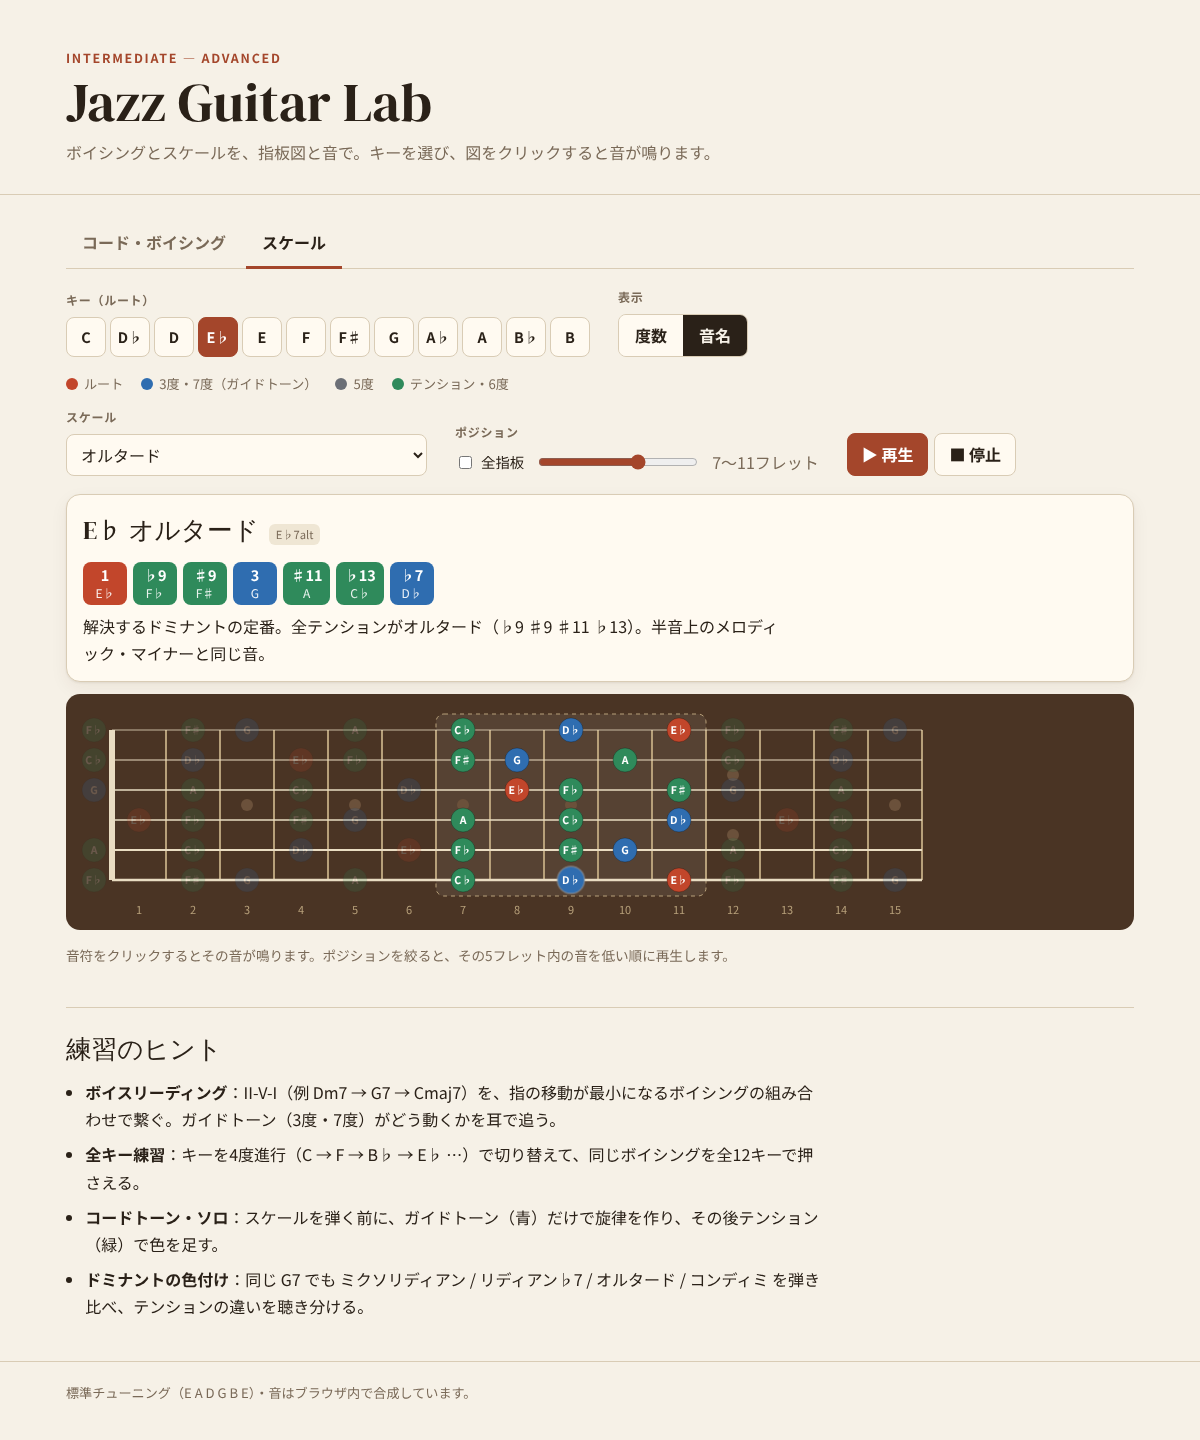 INTERMEDIATE — ADVANCED
Jazz Guitar Lab
ボイシングとスケールを、指板図と音で。キーを選び、図をクリックすると音が鳴ります。
コード・ボイシング スケール
キー（ルート） 表示
C D♭ D E♭ E F F♯ G A♭ A B♭ B 度数 音名
ルート 3度・7度（ガイドトーン） 5度 テンション・6度
スケール ポジション
オルタード 全指板 7〜11フレット ▶ 再生 ■ 停止
E♭ オルタード E♭7alt
1 ♭9 ♯9 3 ♯11 ♭13 ♭7
E♭ F♭ F♯ G A C♭ D♭
解決するドミナントの定番。全テンションがオルタード（♭9 ♯9 ♯11 ♭13）。半音上のメロディ
ック・マイナーと同じ音。
F♭ F♯ G A C♭ D♭ E♭ F♭ F♯ G
C♭ D♭ E♭ F♭ F♯ G A C♭ D♭
G A C♭ D♭ E♭ F♭ F♯ G A
E♭ F♭ F♯ G A C♭ D♭ E♭ F♭
A C♭ D♭ E♭ F♭ F♯ G A C♭
F♭ F♯ G A C♭ D♭ E♭ F♭ F♯ G
1 2 3 4 5 6 7 8 9 10 11 12 13 14 15
音符をクリックするとその音が鳴ります。ポジションを絞ると、その5フレット内の音を低い順に再生します。
練習のヒント
• ボイスリーディング：II-V-I（例 Dm7 → G7 → Cmaj7）を、指の移動が最小になるボイシングの組み合
わせで繋ぐ。ガイドトーン（3度・7度）がどう動くかを耳で追う。
• 全キー練習：キーを4度進行（C → F → B♭ → E♭ …）で切り替えて、同じボイシングを全12キーで押
さえる。
• コードトーン・ソロ：スケールを弾く前に、ガイドトーン（青）だけで旋律を作り、その後テンション
（緑）で色を足す。
• ドミナントの色付け：同じ G7 でも ミクソリディアン / リディアン♭7 / オルタード / コンディミ を弾き
比べ、テンションの違いを聴き分ける。
標準チューニング（E A D G B E）・音はブラウザ内で合成しています。